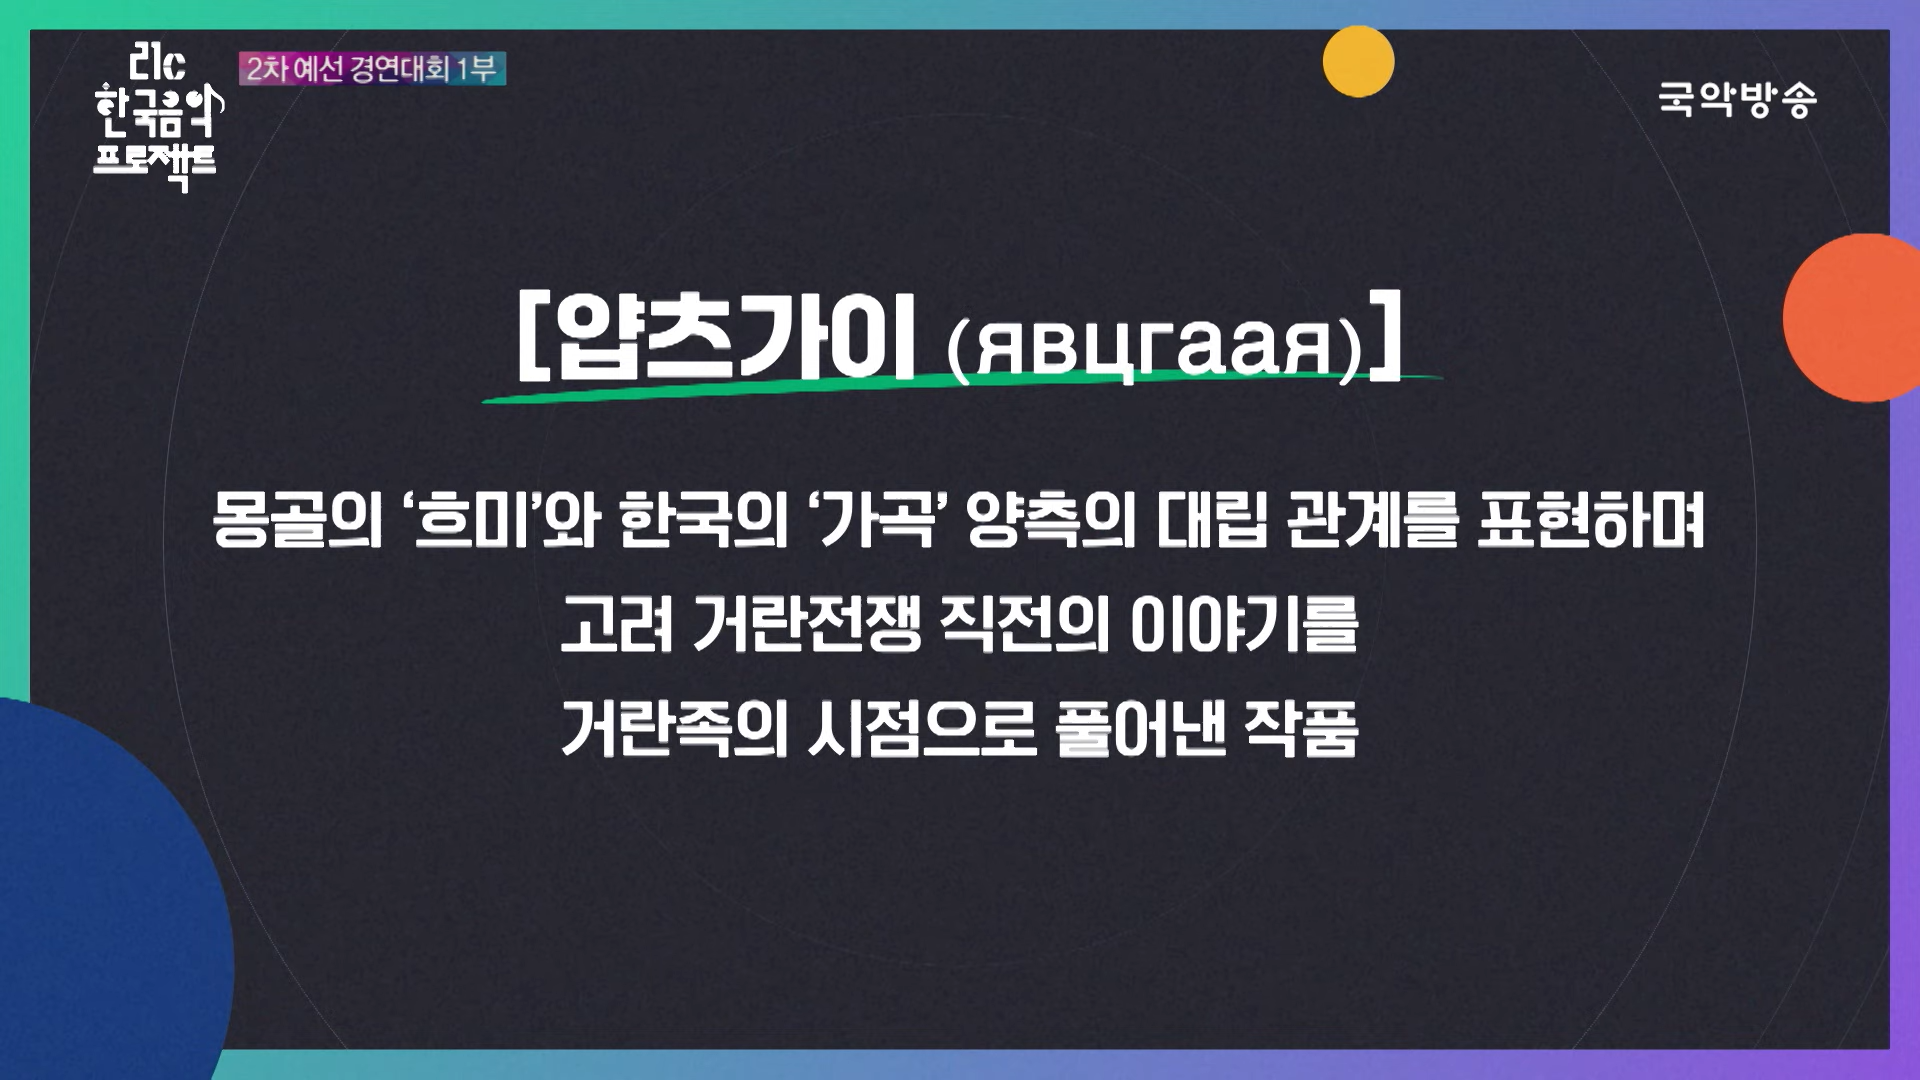 21c
한국음악
프로젝트
2차 예선 경연대회 1부
국악방송
[얍츠가이 (явцгаая)]
몽골의 ‘흐미’와 한국의 ‘가곡’ 양측의 대립 관계를 표현하며
고려 거란전쟁 직전의 이야기를
거란족의 시점으로 풀어낸 작품